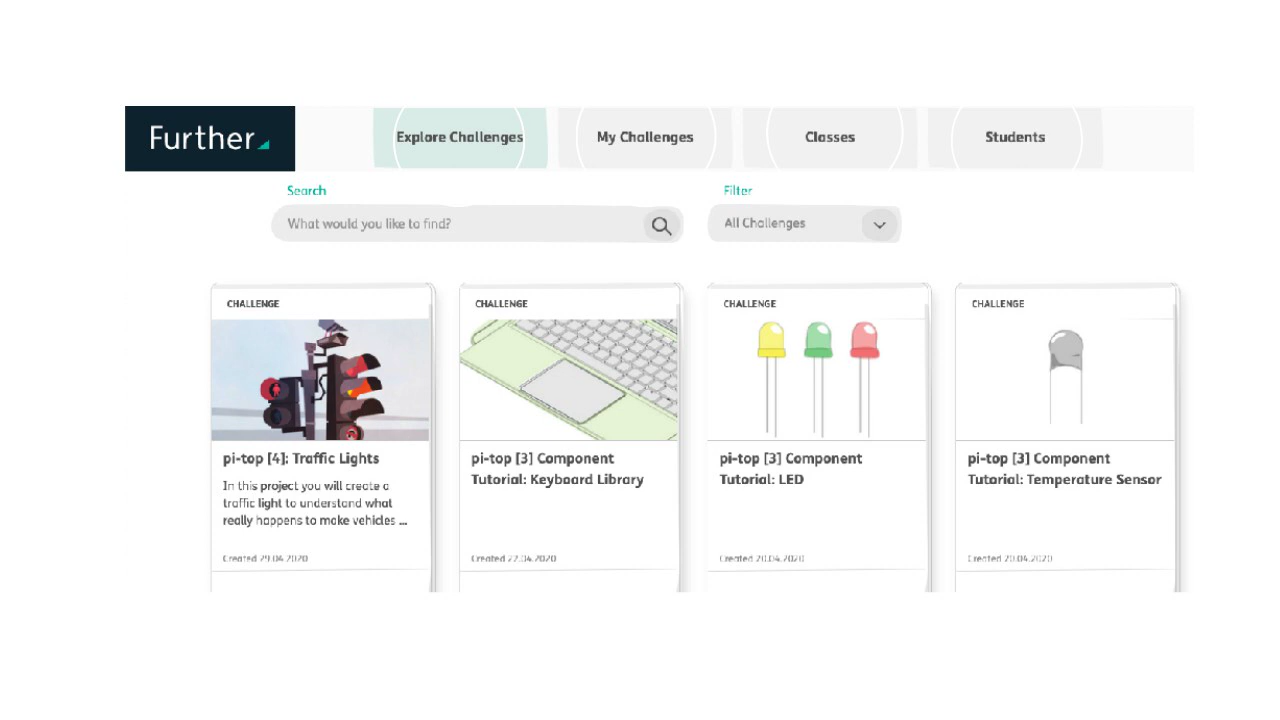 Further
Explore Challenges
My Challenges
Classes
Students
Search
Filter
What would you like to find?
All Challenges
CHALLENGE
pi-top [4]: Traffic Lights
In this project you will create a
traffic light to understand what
really happens to make vehicles ...
Created 29.04.2020
CHALLENGE
pi-top [3] Component
Tutorial: Keyboard Library
Created 22.04.2020
CHALLENGE
pi-top [3] Component
Tutorial: LED
Created 20.04.2020
CHALLENGE
pi-top [3] Component
Tutorial: Temperature Sensor
Created 20.04.2020